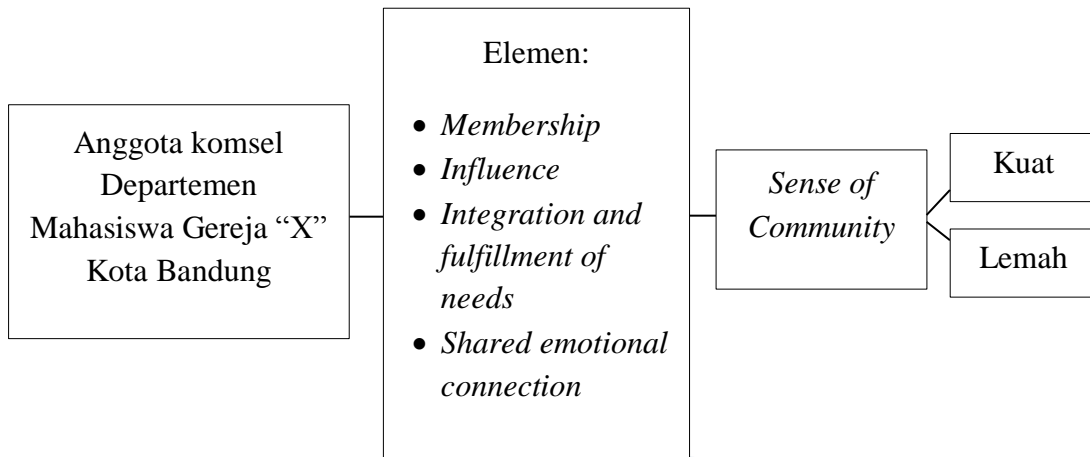 Anggota komsel
Departemen
Mahasiswa Gereja “X”
Kota Bandung
Elemen:
• Membership
• Influence
• Integration and
fulfillment of
needs
• Shared emotional
connection
Sense of
Community
Kuat
Lemah